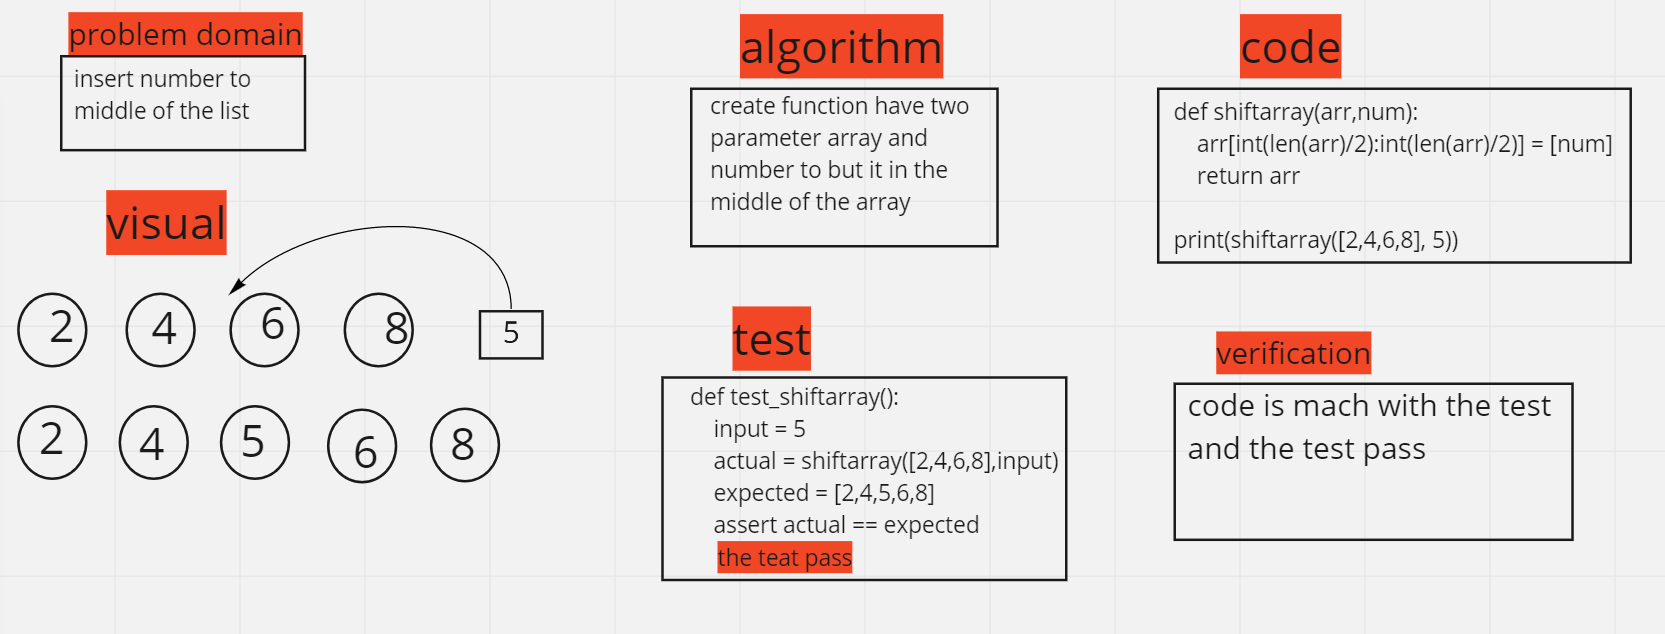 problem domain
insert number to
middle of the list
visual
2 4 6 8 5
2 4 5 6 8
algorithm
create function have two
parameter array and
number to but it in the
middle of the array
test
def test_shiftarray():
input = 5
actual = shiftarray([2,4,6,8],input)
expected = [2,4,5,6,8]
assert actual == expected
the teat pass
code
def shiftarray(arr,num):
arr[int(len(arr)/2):int(len(arr)/2)] = [num]
return arr
print(shiftarray([2,4,6,8], 5))
verification
code is mach with the test
and the test pass